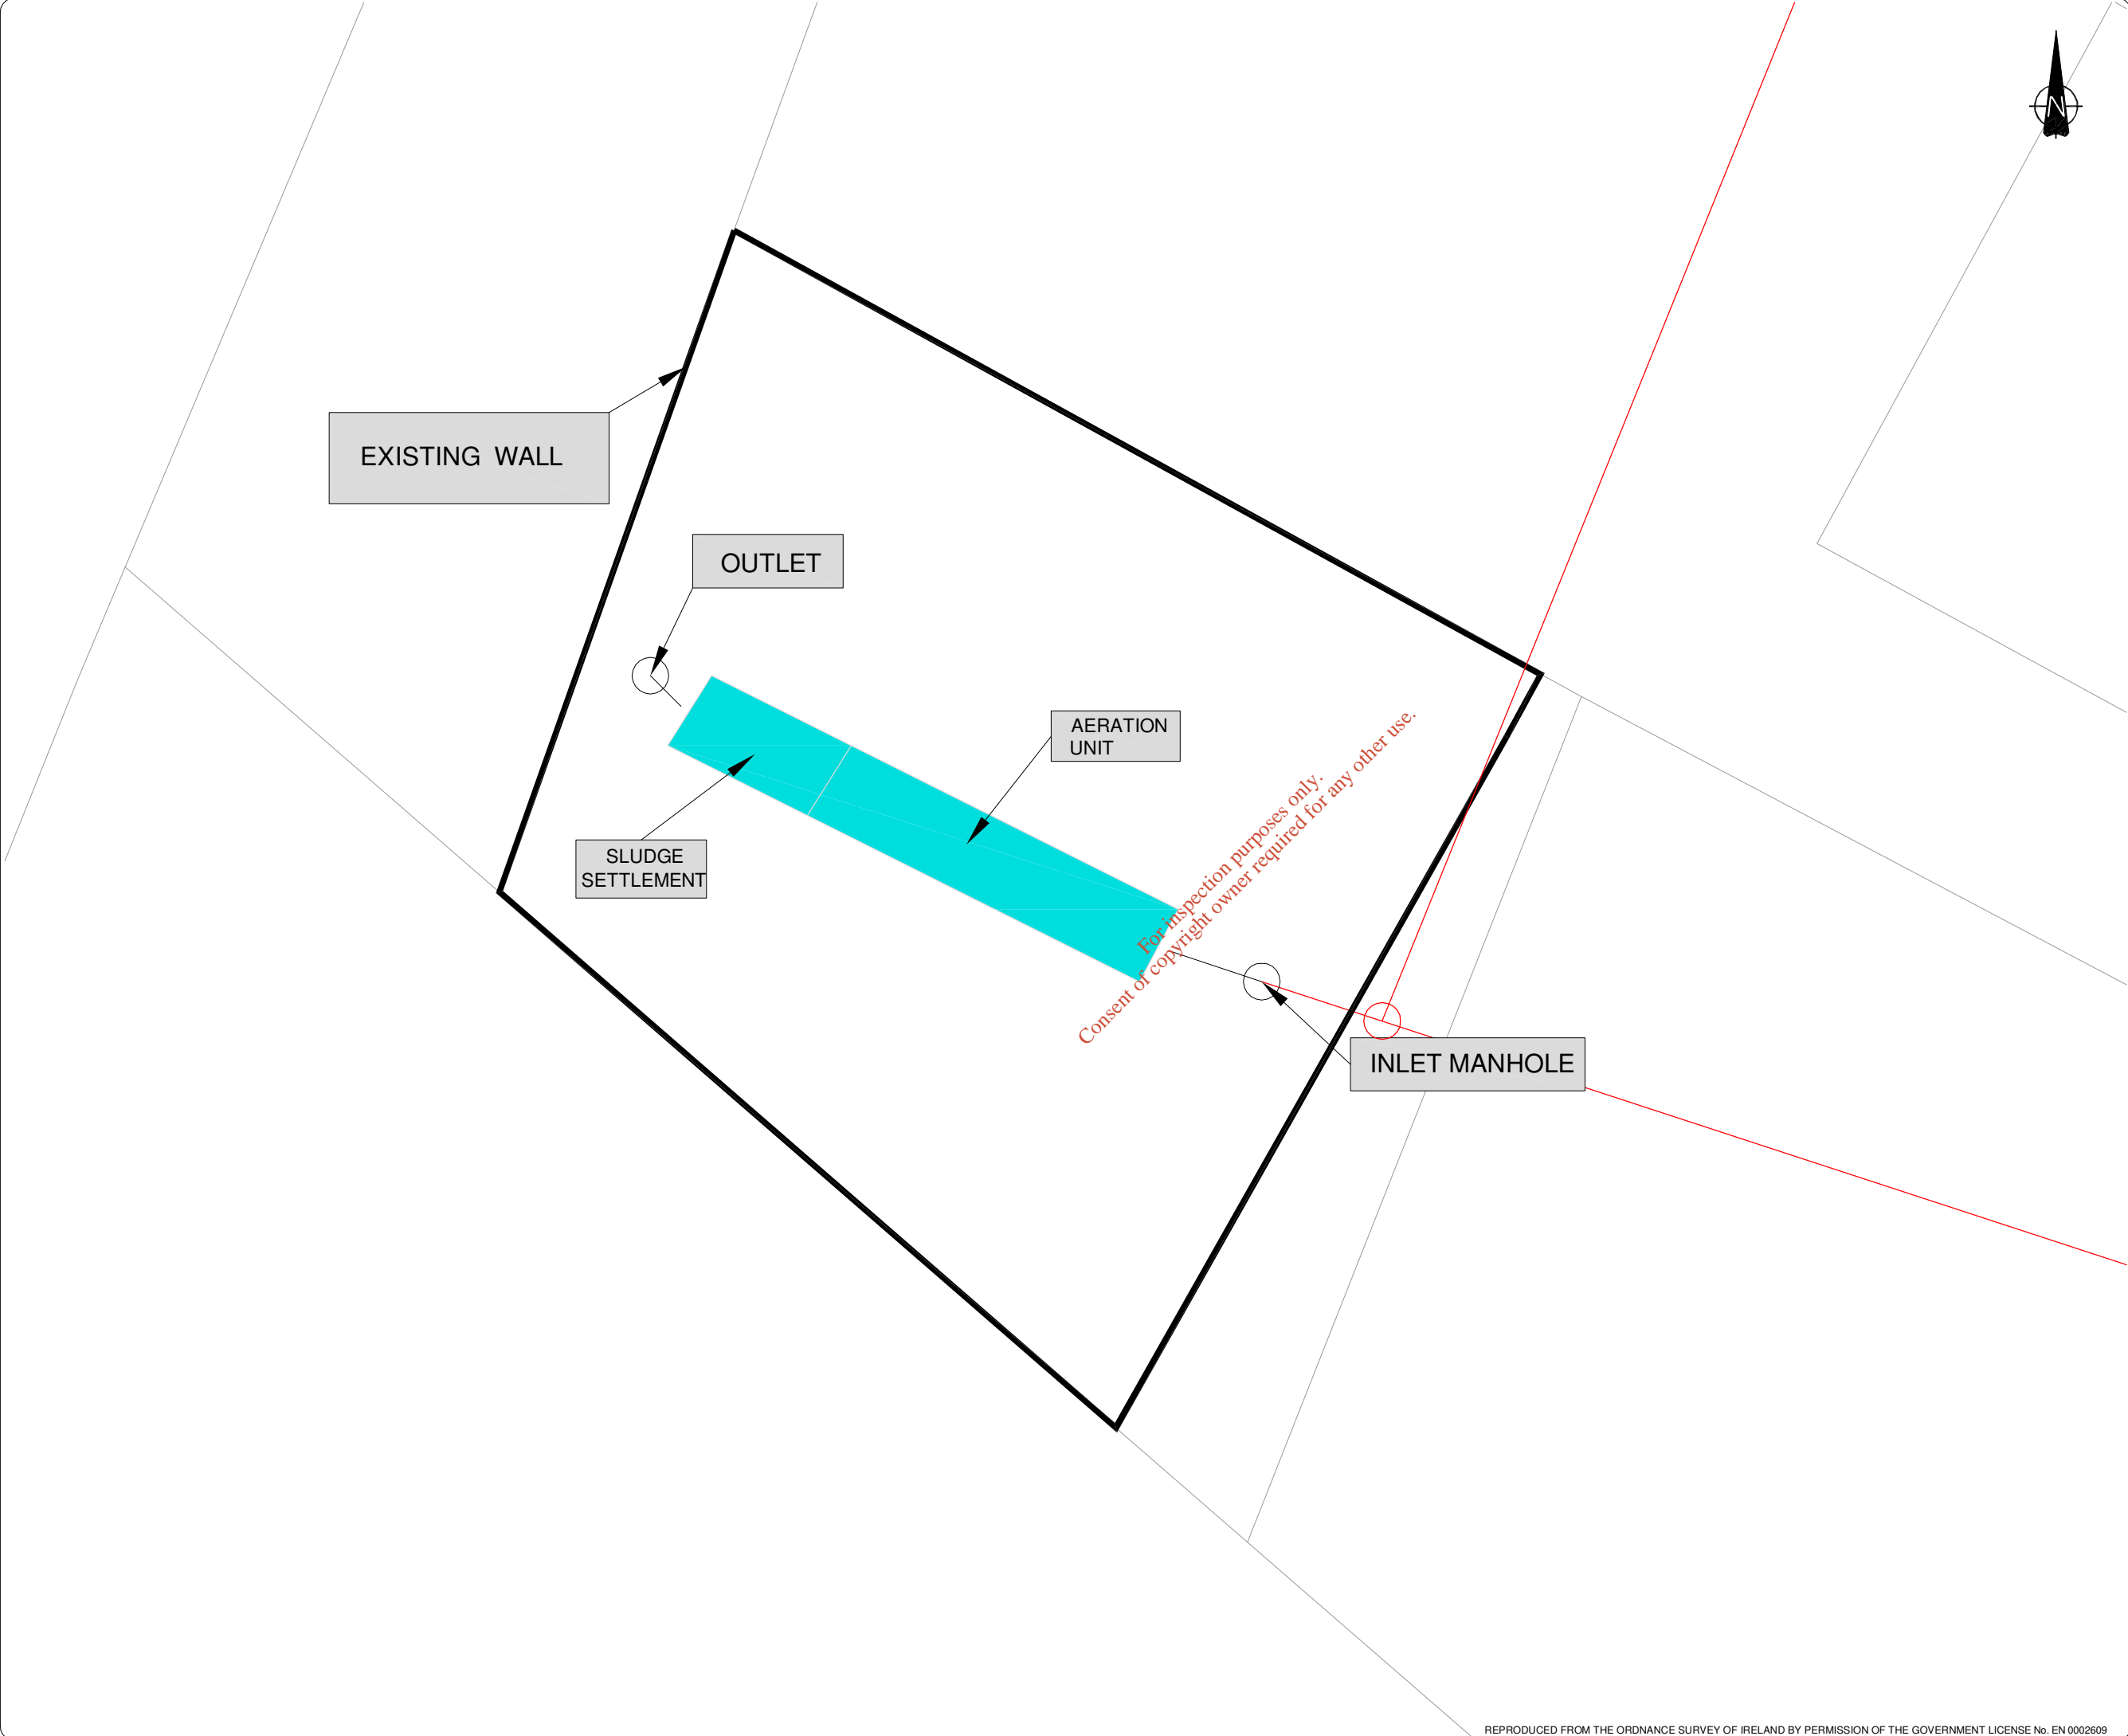 N
EXISTING WALL
OUTLET
AERATION
UNIT
For inspection purposes only.
Consent of copyright owner required for any other use.
SLUDGE
SETTLEMENT
INLET MANHOLE
REPRODUCED FROM THE ORDNANCE SURVEY OF IRELAND BY PERMISSION OF THE GOVERNMENT LICENSE No. EN 0002609